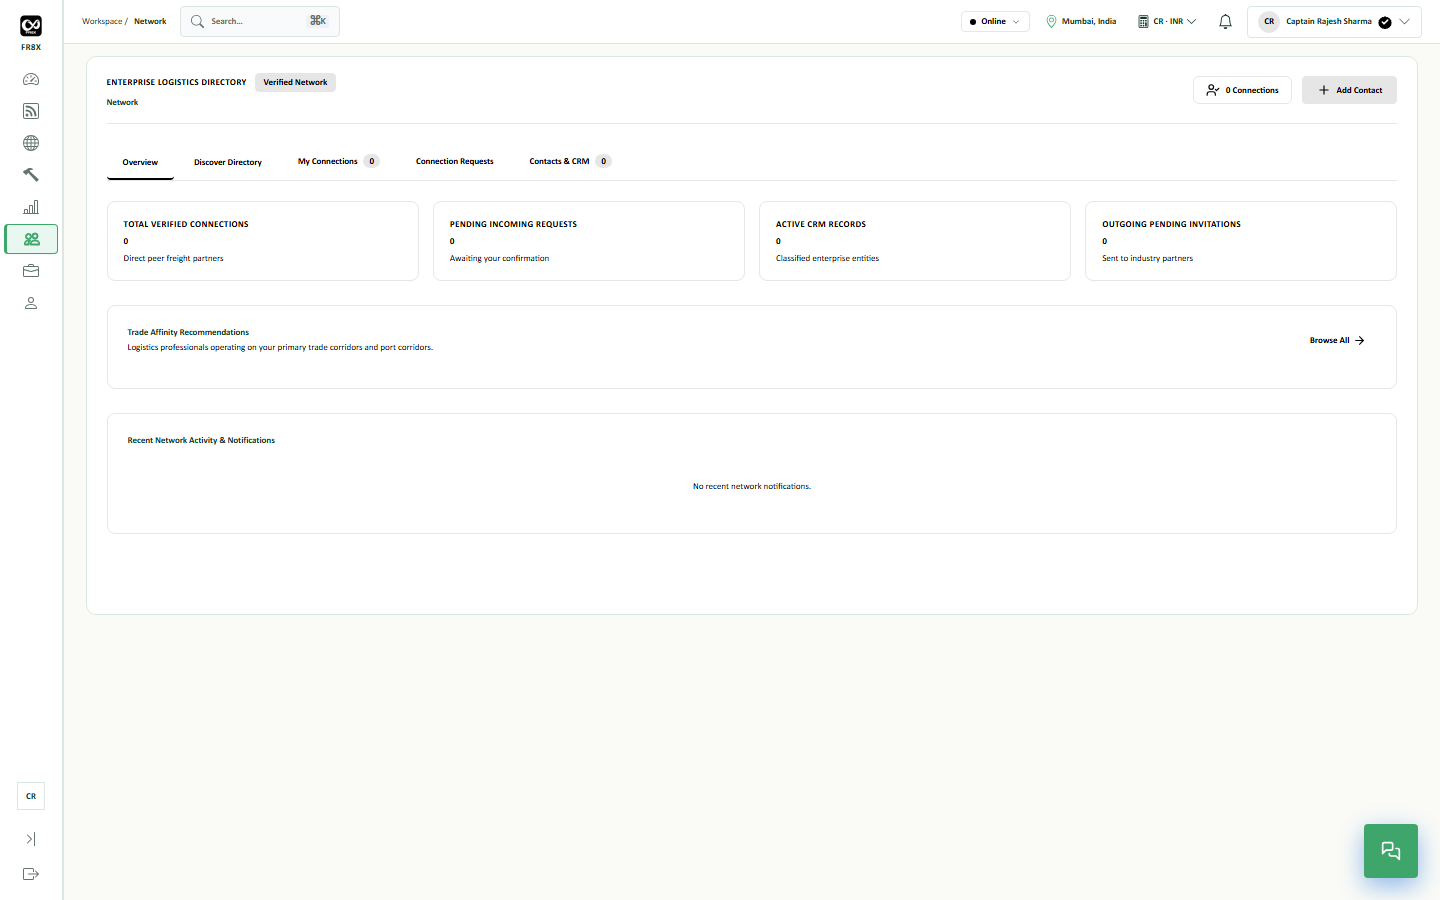 FR8X
FR8X
Workspace / Network
Search...
⌘K
Online
Mumbai, India
CR · INR
CR
Captain Rajesh Sharma
ENTERPRISE LOGISTICS DIRECTORY
Verified Network
Network
0 Connections
Add Contact
Overview
Discover Directory
My Connections 0
Connection Requests
Contacts & CRM 0
TOTAL VERIFIED CONNECTIONS
0
Direct peer freight partners
PENDING INCOMING REQUESTS
0
Awaiting your confirmation
ACTIVE CRM RECORDS
0
Classified enterprise entities
OUTGOING PENDING INVITATIONS
0
Sent to industry partners
Trade Affinity Recommendations
Logistics professionals operating on your primary trade corridors and port corridors.
Browse All
Recent Network Activity & Notifications
No recent network notifications.
CR